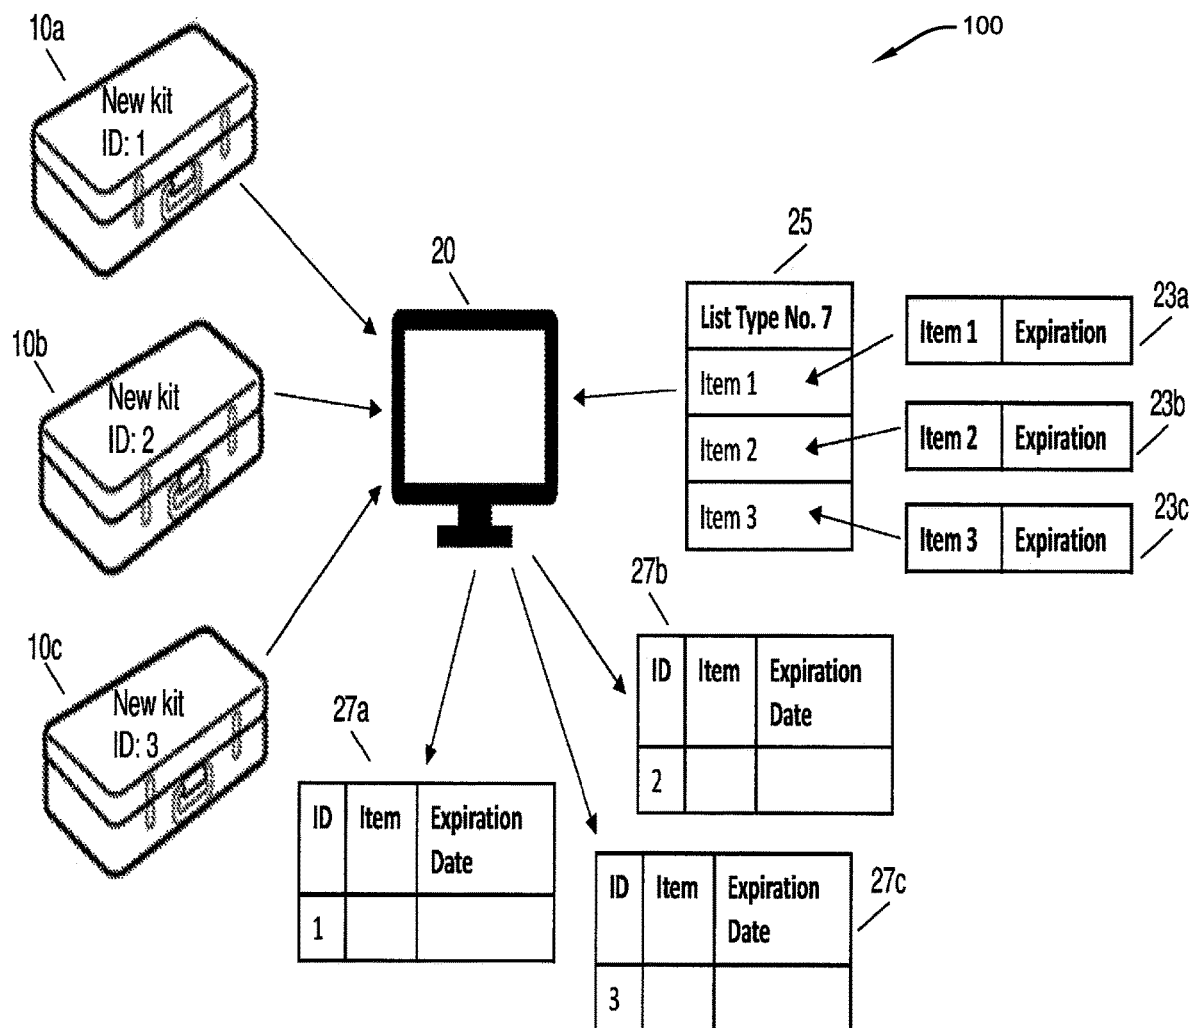 100
10a
New kit
ID: 1
10b
New kit
ID: 2
10c
New kit
ID: 3
20
25
List Type No. 7
Item 1
Item 2
Item 3
Item 1 Expiration
23a
Item 2 Expiration
23b
Item 3 Expiration
23c
27a
ID Item Expiration
Date
1
27b
ID Item Expiration
Date
2
27c
ID Item Expiration
Date
3